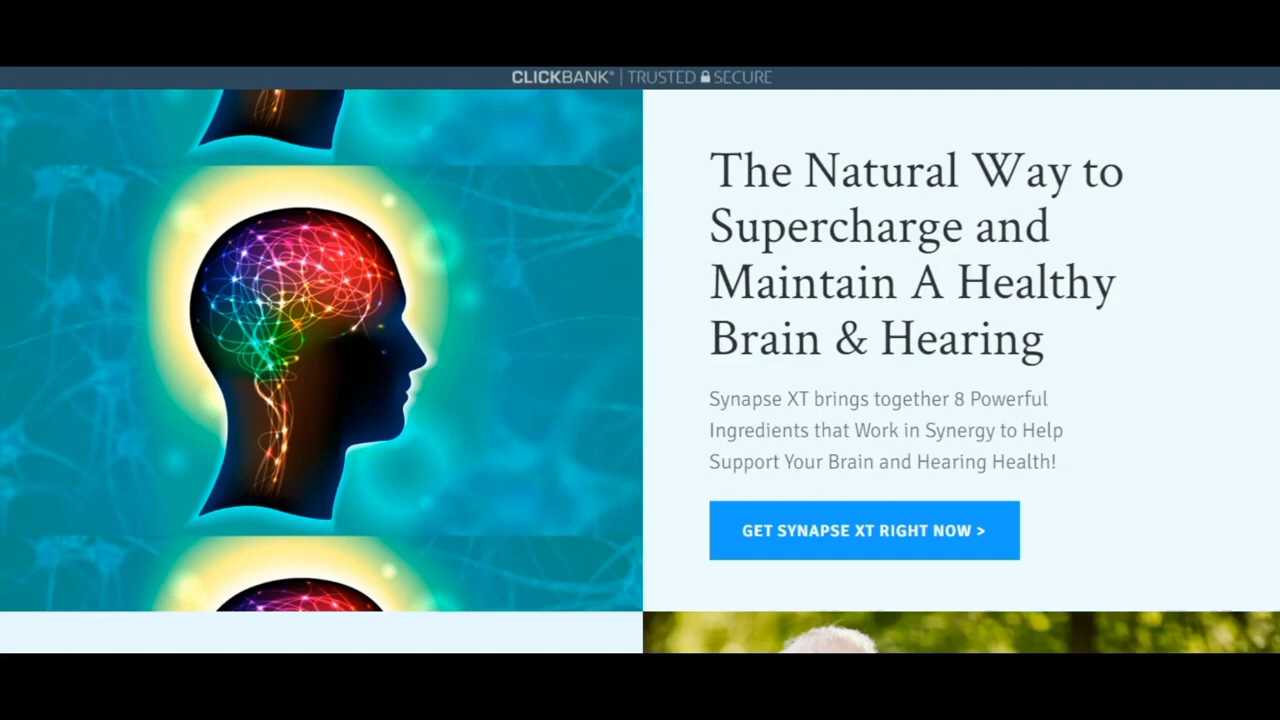 CLICKBANK® | TRUSTED SECURE
The Natural Way to
Supercharge and
Maintain A Healthy
Brain & Hearing
Synapse XT brings together 8 Powerful
Ingredients that Work in Synergy to Help
Support Your Brain and Hearing Health!
GET SYNAPSE XT RIGHT NOW >